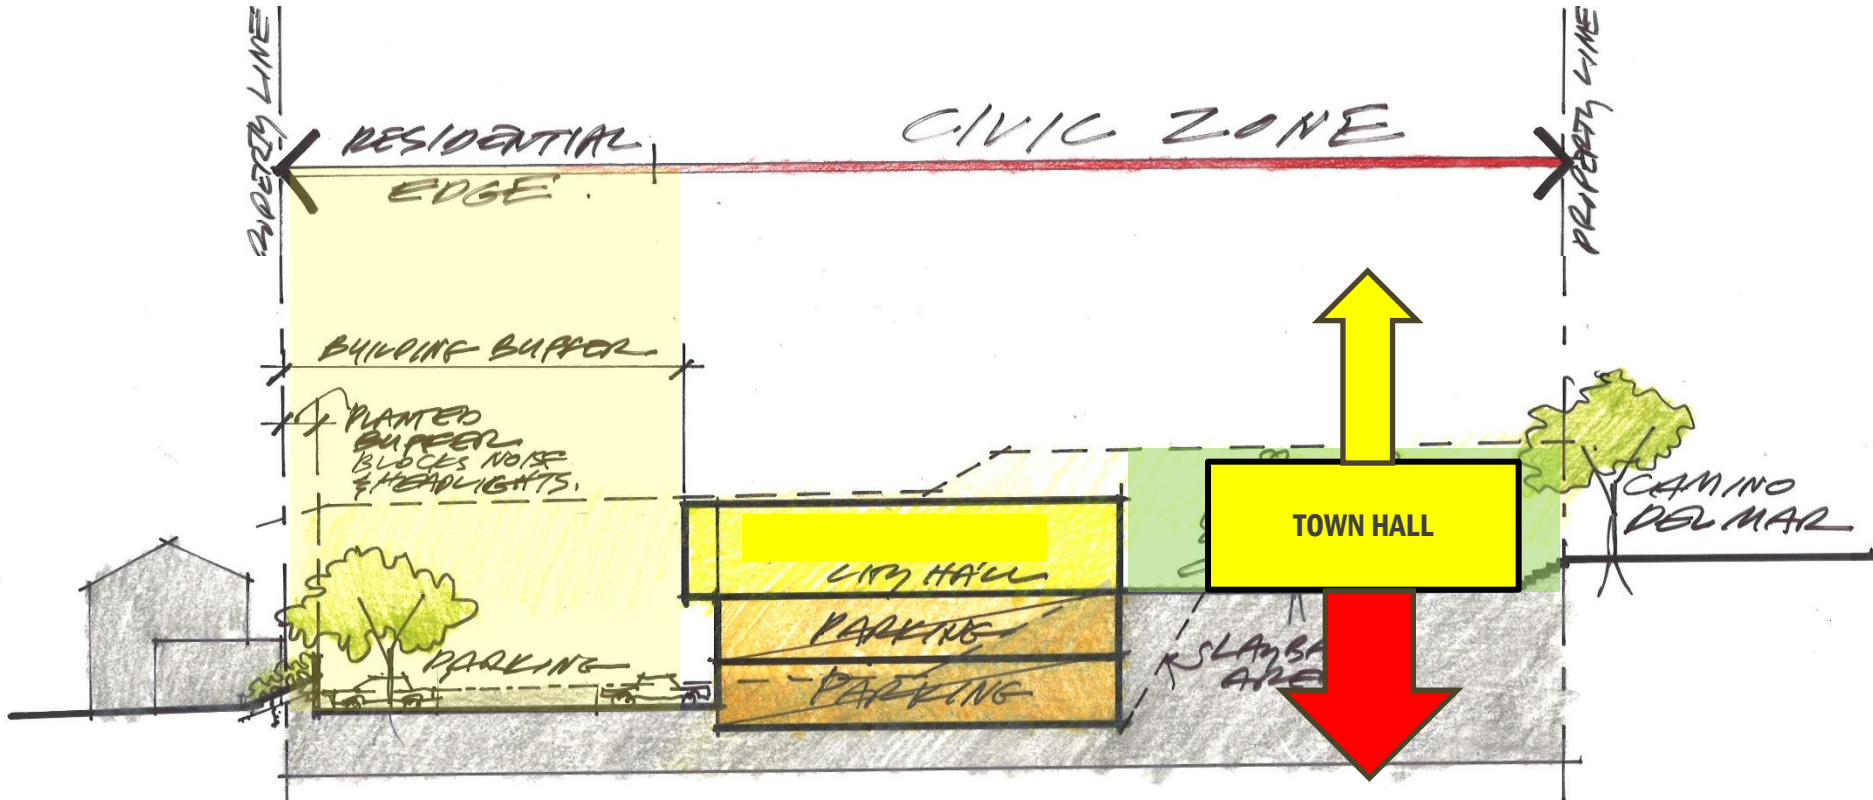 PROPERTY LINE
RESIDENTIAL
EDGE.
CIVIC ZONE
PROPERTY LINE
BUILDING BUFFER
PLANTED
BUFFER
BLOCKS NOISE
& HEADLIGHTS.
TOWN HALL
CAMINO
DEL MAR
CITY HALL
PARKING
PARKING
PARKING